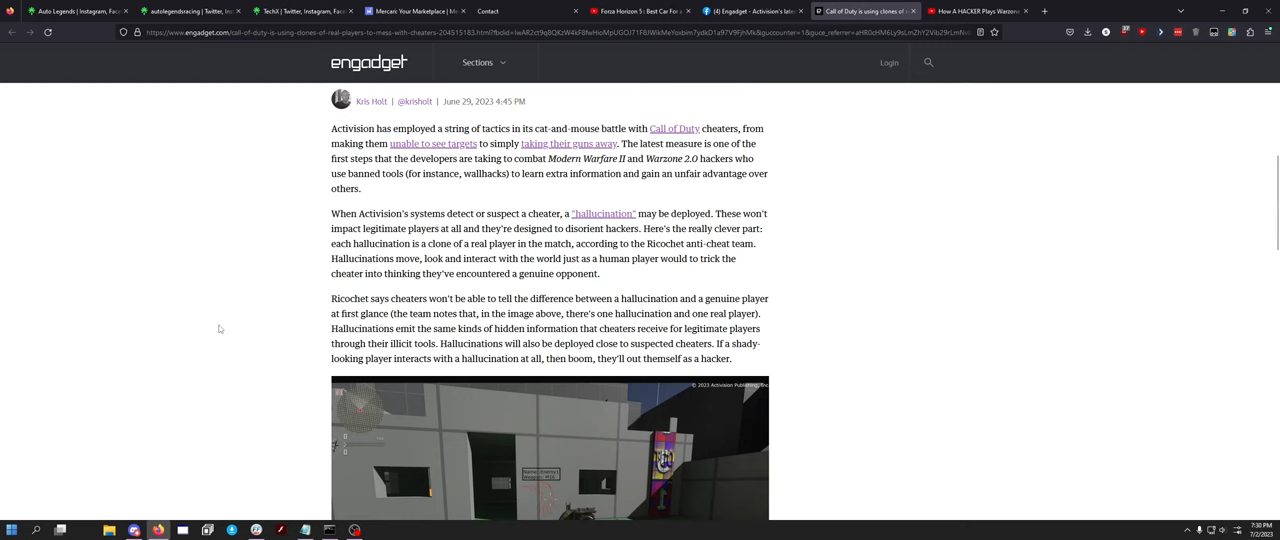 Auto Legends | Instagram, Fac
autolegendsracing | Twitter, In
TechX | Twitter, Instagram, Face
Mercari: Your Marketplace | Me
Contact
Forza Horizon 5 : Best Car For a
(4) Engadget - Activision's lates
Call of Duty is using clones of r
How A HACKER Plays Warzone
engadget
Sections
Login
Kris Holt | @krisholt | June 29, 2023 4:45 PM
Activision has employed a string of tactics in its cat-and-mouse battle with Call of Duty cheaters, from
making them unable to see targets to simply taking their guns away. The latest measure is one of the
first steps that the developers are taking to combat Modern Warfare II and Warzone 2.0 hackers who
use banned tools (for instance, wallhacks) to learn extra information and gain an unfair advantage over
others.
When Activision's systems detect or suspect a cheater, a "hallucination" may be deployed. These won't
impact legitimate players at all and they're designed to disorient hackers. Here's the really clever part:
each hallucination is a clone of a real player in the match, according to the Ricochet anti-cheat team.
Hallucinations move, look and interact with the world just as a human player would to trick the
cheater into thinking they've encountered a genuine opponent.
Ricochet says cheaters won't be able to tell the difference between a hallucination and a genuine player
at first glance (the team notes that, in the image above, there's one hallucination and one real player).
Hallucinations emit the same kinds of hidden information that cheaters receive for legitimate players
through their illicit tools. Hallucinations will also be deployed close to suspected cheaters. If a shady-
looking player interacts with a hallucination at all, then boom, they'll out themself as a hacker.
© 2023 Activision Publishing, Inc
Name: Enemy1
Weapon: M16
7:30 PM
7/2/2023